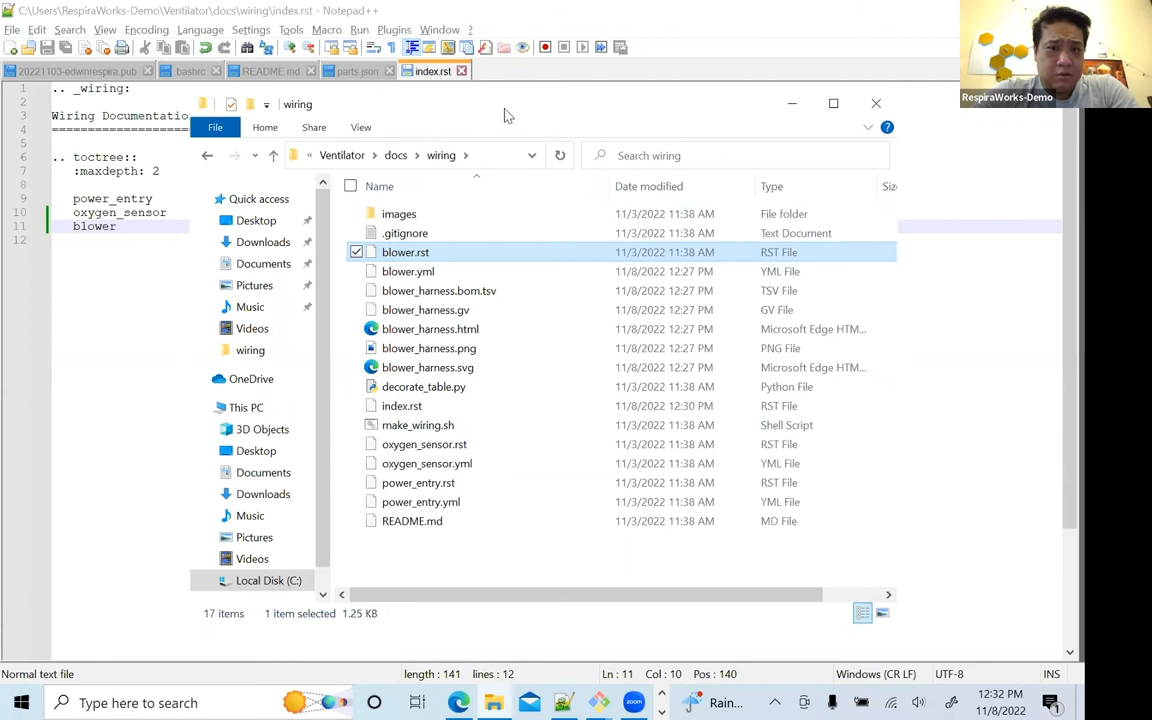 C:\Users\RespiraWorks-Demo\Ventilator\docs\wiring\index.rst - Notepad++
File Edit Search View Encoding Language Settings Tools Macro Run Plugins Window ?
20221103-edwinrespira.pub .bashrc README.md parts.json index.rst
1 .. _wiring:
2
3 Wiring Documentatio
4 ===================
5
6 .. toctree::
7 :maxdepth: 2
8
9 power_entry
10 oxygen_sensor
11 blower
12
wiring
File Home Share View
« Ventilator docs wiring
Search wiring
Name Date modified Type Siz
Quick access
Desktop
Downloads
Documents
Pictures
Music
Videos
wiring
OneDrive
This PC
3D Objects
Desktop
Documents
Downloads
Music
Pictures
Videos
Local Disk (C:)
images 11/3/2022 11:38 AM File folder
.gitignore 11/3/2022 11:38 AM Text Document
blower.rst 11/3/2022 11:38 AM RST File
blower.yml 11/8/2022 12:27 PM YML File
blower_harness.bom.tsv 11/8/2022 12:27 PM TSV File
blower_harness.gv 11/8/2022 12:27 PM GV File
blower_harness.html 11/8/2022 12:27 PM Microsoft Edge HTM...
blower_harness.png 11/8/2022 12:27 PM PNG File
blower_harness.svg 11/8/2022 12:27 PM Microsoft Edge HTM...
decorate_table.py 11/3/2022 11:38 AM Python File
index.rst 11/8/2022 12:30 PM RST File
make_wiring.sh 11/3/2022 11:38 AM Shell Script
oxygen_sensor.rst 11/3/2022 11:38 AM RST File
oxygen_sensor.yml 11/3/2022 11:38 AM YML File
power_entry.rst 11/3/2022 11:38 AM RST File
power_entry.yml 11/3/2022 11:38 AM YML File
README.md 11/3/2022 11:38 AM MD File
17 items 1 item selected 1.25 KB
RespiraWorks-Demo
Normal text file length : 141 lines : 12 Ln : 11 Col : 10 Pos : 140 Windows (CR LF) UTF-8 INS
Type here to search
zoom
Rain...
12:32 PM
11/8/2022
1